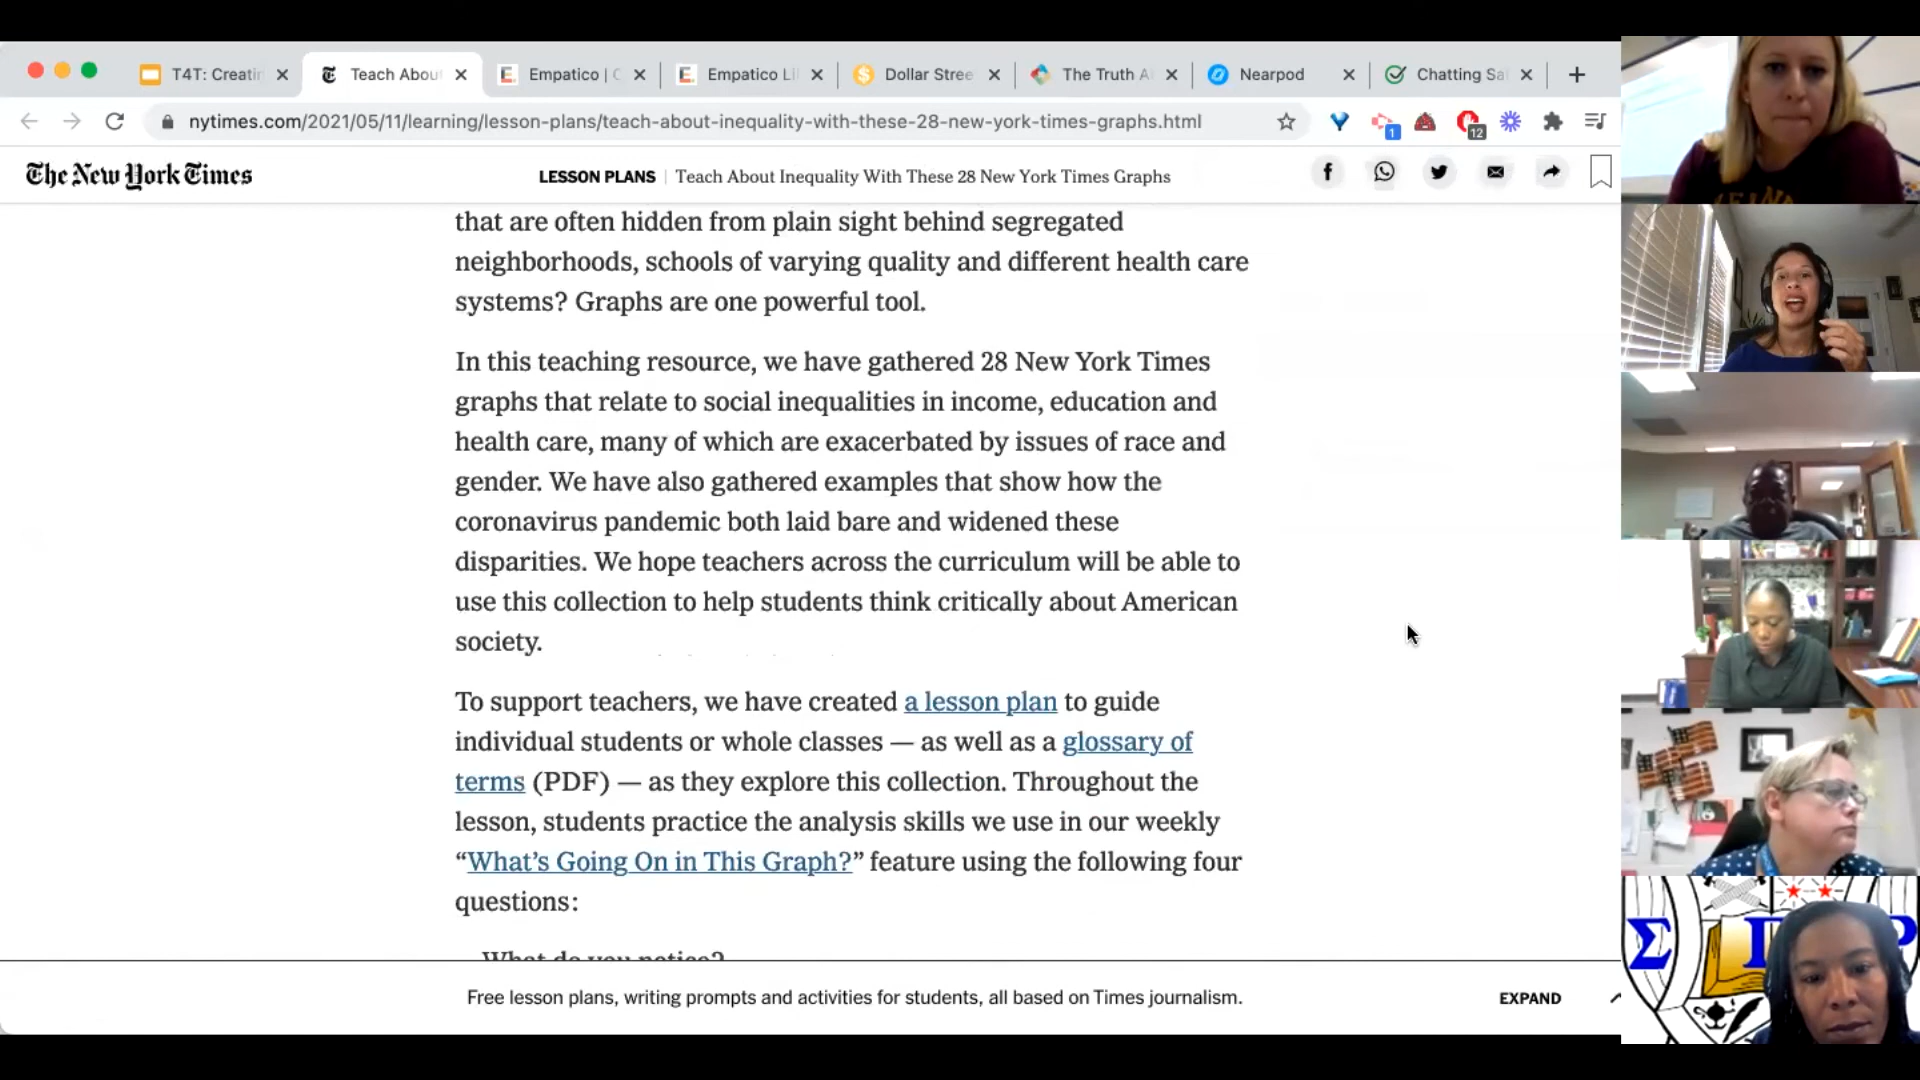 T4T: Creatin
Teach Abou
Empatico | C
Empatico Li
Dollar Stree
The Truth A
Nearpod
Chatting Sa
nytimes.com/2021/05/11/learning/lesson-plans/teach-about-inequality-with-these-28-new-york-times-graphs.html
1
12
The New York Times
LESSON PLANS | Teach About Inequality With These 28 New York Times Graphs
that are often hidden from plain sight behind segregated
neighborhoods, schools of varying quality and different health care
systems? Graphs are one powerful tool.
In this teaching resource, we have gathered 28 New York Times
graphs that relate to social inequalities in income, education and
health care, many of which are exacerbated by issues of race and
gender. We have also gathered examples that show how the
coronavirus pandemic both laid bare and widened these
disparities. We hope teachers across the curriculum will be able to
use this collection to help students think critically about American
society.
To support teachers, we have created a lesson plan to guide
individual students or whole classes — as well as a glossary of
terms (PDF) — as they explore this collection. Throughout the
lesson, students practice the analysis skills we use in our weekly
“What’s Going On in This Graph?” feature using the following four
questions:
What do you notice?
Free lesson plans, writing prompts and activities for students, all based on Times journalism.
EXPAND
Σ Γ Ρ